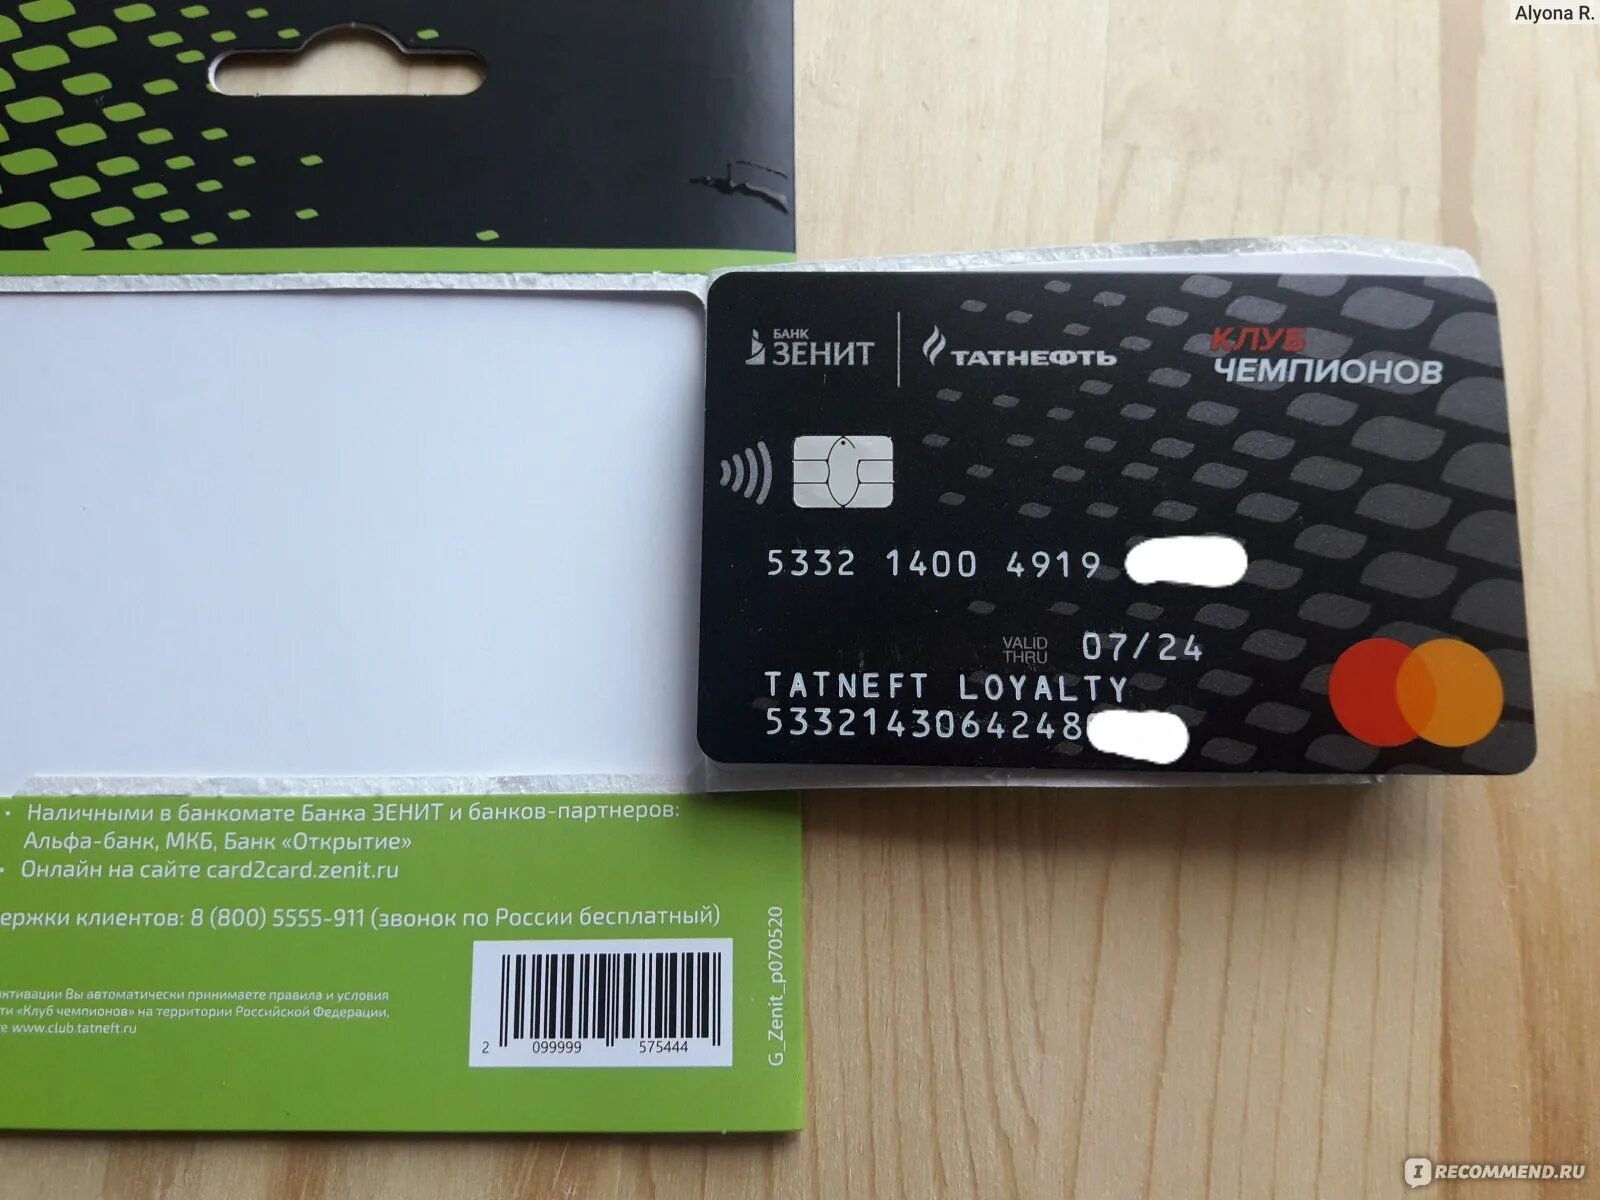 Alyona R.
БАНК
ЗЕНИТ
ТАТНЕФТЬ
КЛУБ
ЧЕМПИОНОВ
5332 1400 4919
VALID
THRU
07/24
TATNEFT LOYALTY
5332143064248
• Наличными в банкомате Банка ЗЕНИТ и банков-партнеров:
Альфа-банк, МКБ, Банк «Открытие»
• Онлайн на сайте card2card.zenit.ru
ержки клиентов: 8 (800) 5555-911 (звонок по России бесплатный)
ктивации Вы автоматически принимаете правила и условия
ти «Клуб чемпионов» на территории Российской Федерации,
е www.club.tatneft.ru
2 099999 575444
G_Zenit_p070520
IRECOMMEND.RU